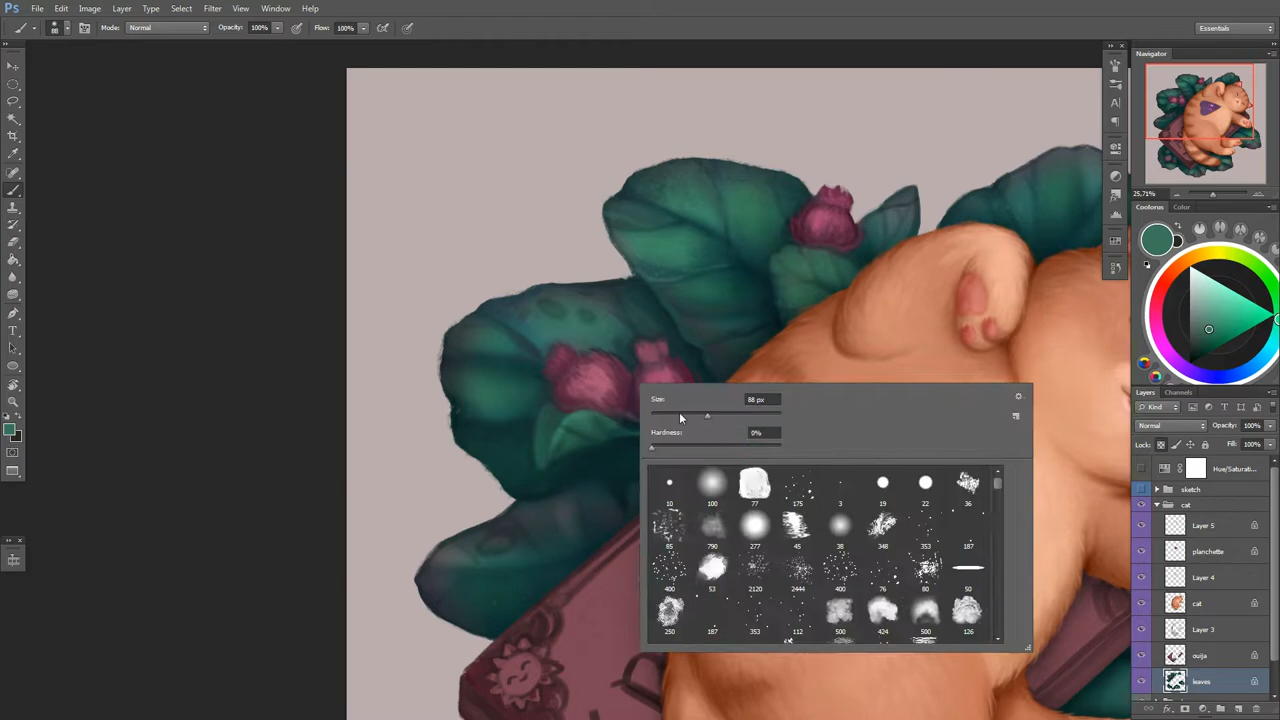 Ps File Edit Image Layer Type Select Filter View Window Help
88 Mode: Normal Opacity: 100% Flow: 100% Essentials
Navigator
25,71%
Coolorus Color
Size: 88 px
Hardness: 0%
10 100 77 175 3 19 22 36
85 790 277 45 38 348 353 187
400 53 2120 2444 400 76 80 50
250 187 353 112 500 424 500 126
Layers Channels
Kind
Normal Opacity: 100%
Lock: Fill: 100%
Hue/Saturati...
sketch
cat
Layer 5
planchette
Layer 4
cat
Layer 3
ouija
leaves